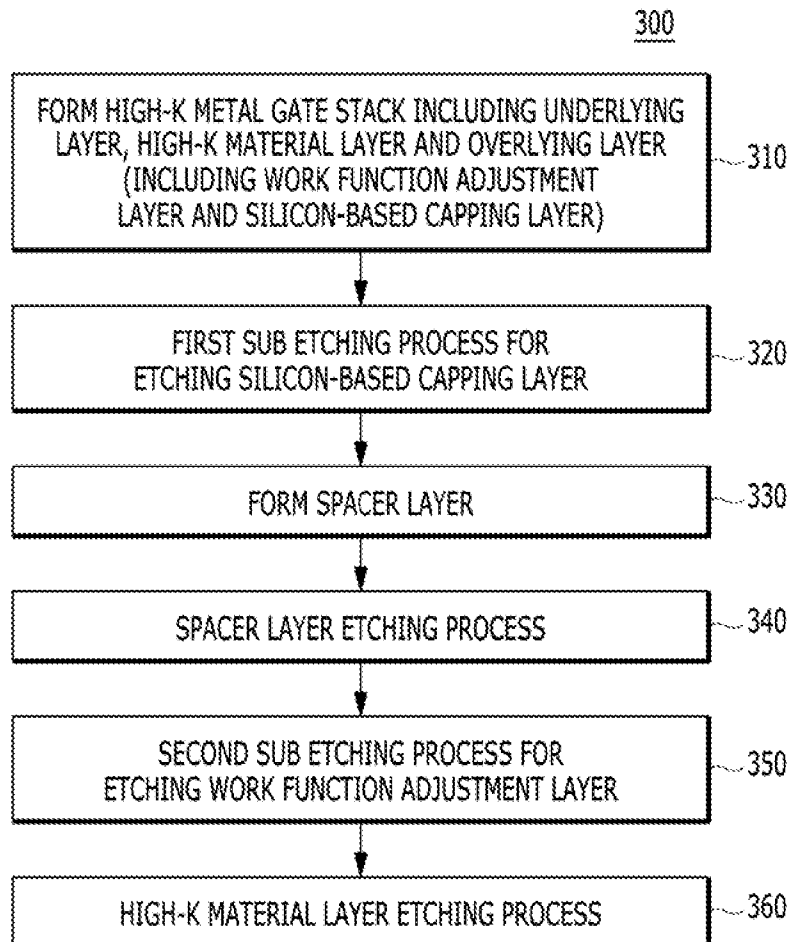 300
FORM HIGH-K METAL GATE STACK INCLUDING UNDERLYING
LAYER, HIGH-K MATERIAL LAYER AND OVERLYING LAYER
(INCLUDING WORK FUNCTION ADJUSTMENT
LAYER AND SILICON-BASED CAPPING LAYER)
310
FIRST SUB ETCHING PROCESS FOR
ETCHING SILICON-BASED CAPPING LAYER
320
FORM SPACER LAYER
330
SPACER LAYER ETCHING PROCESS
340
SECOND SUB ETCHING PROCESS FOR
ETCHING WORK FUNCTION ADJUSTMENT LAYER
350
HIGH-K MATERIAL LAYER ETCHING PROCESS
360